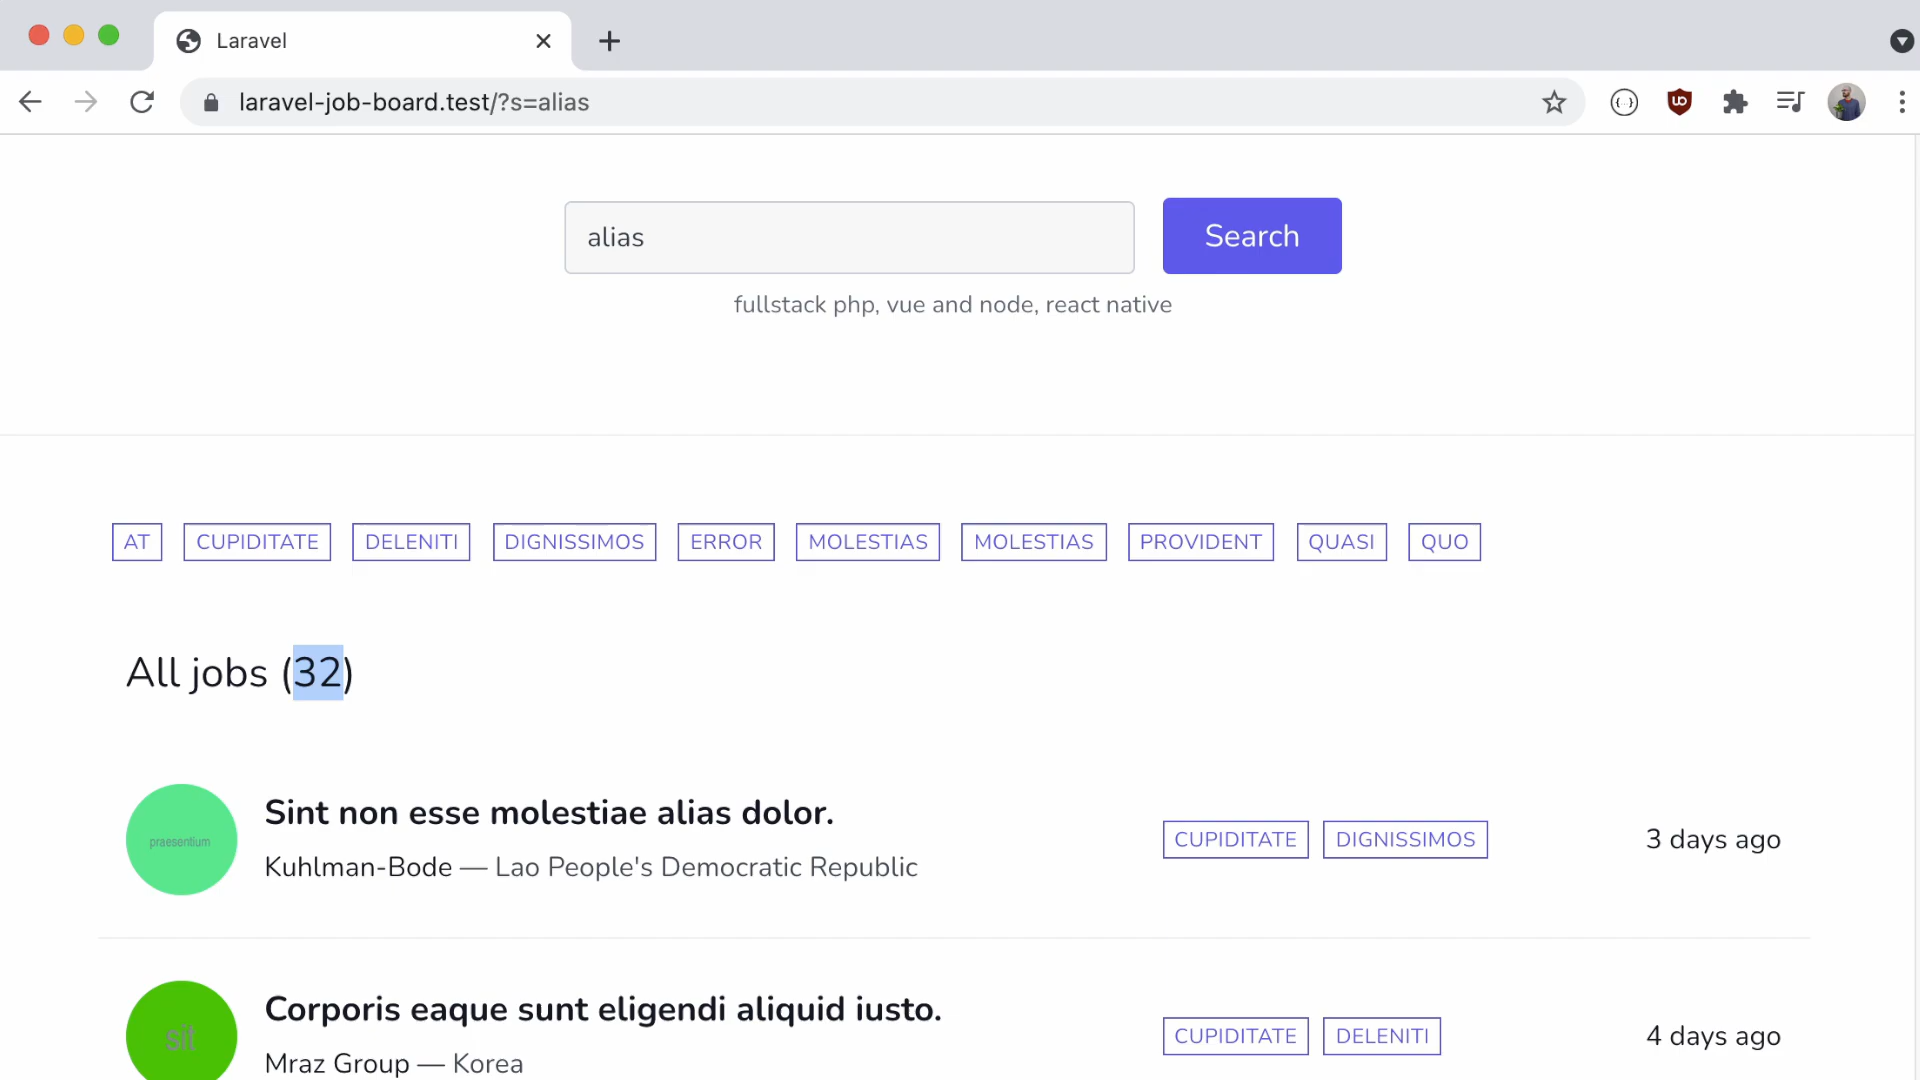 Laravel
laravel-job-board.test/?s=alias
alias
Search
fullstack php, vue and node, react native
AT CUPIDITATE DELENITI DIGNISSIMOS ERROR MOLESTIAS MOLESTIAS PROVIDENT QUASI QUO
All jobs (32)
praesentium
Sint non esse molestiae alias dolor.
Kuhlman-Bode — Lao People's Democratic Republic
CUPIDITATE DIGNISSIMOS
3 days ago
sit
Corporis eaque sunt eligendi aliquid iusto.
Mraz Group — Korea
CUPIDITATE DELENITI
4 days ago